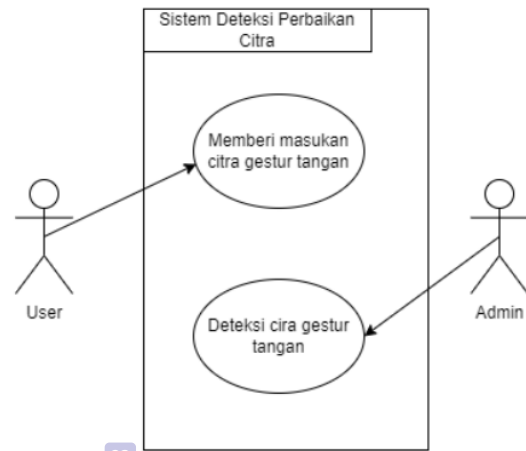 Sistem Deteksi Perbaikan
Citra
Memberi masukan
citra gestur tangan
User
Admin
Deteksi cira gestur
tangan